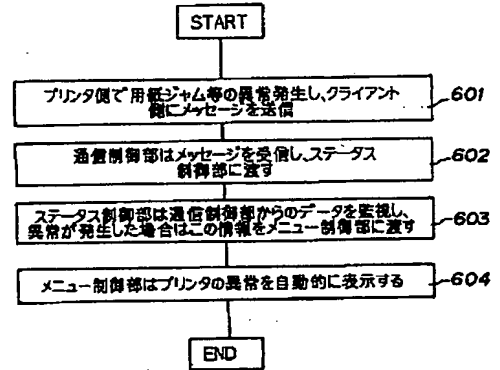 START
プリンタ側で用紙ジャム等の異常発生し、クライアント
側にメッセージを送信
601
通信制御部はメッセージを受信し、ステータス
制御部に渡す
602
ステータス制御部は通信制御部からのデータを監視し、
異常が発生した場合はこの情報をメニュー制御部に渡す
603
メニュー制御部はプリンタの異常を自動的に表示する
604
END